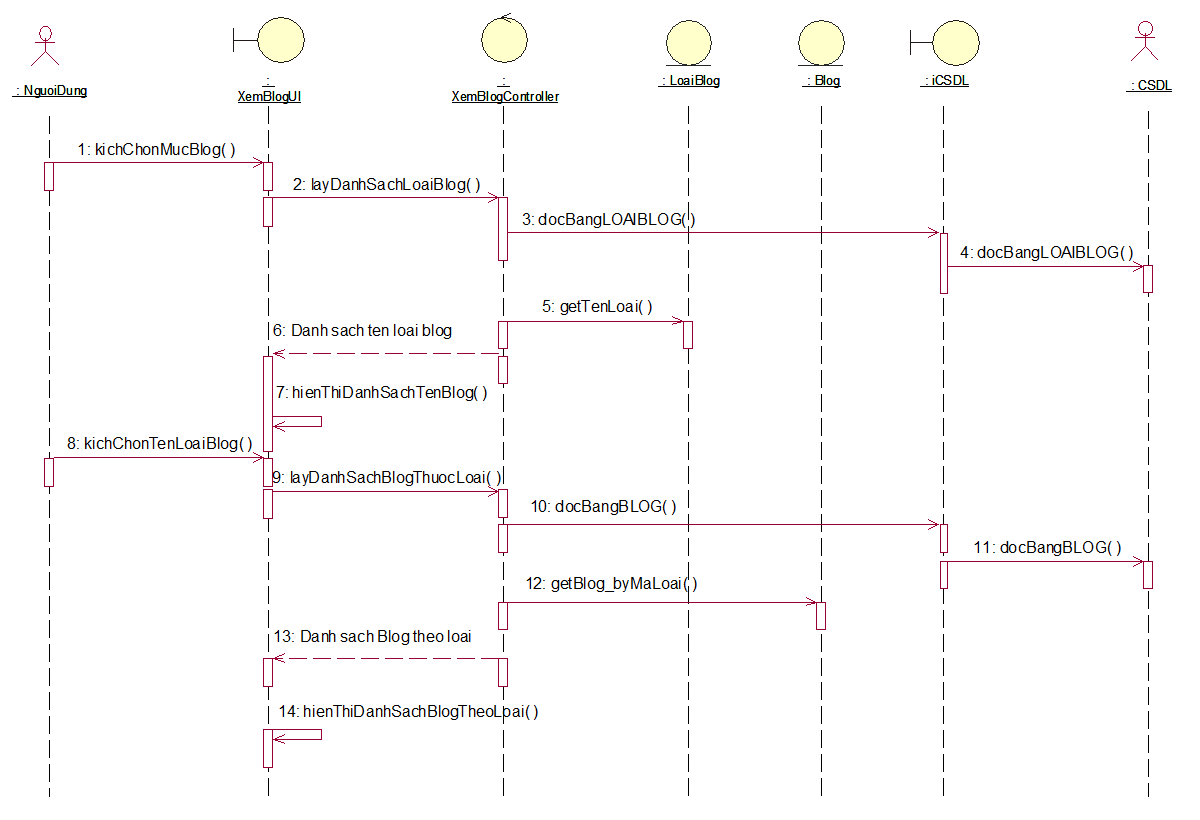 : NguoiDung
:
XemBlogUI
:
XemBlogController
: LoaiBlog
: Blog
: iCSDL
: CSDL
1: kichChonMucBlog( )
2: layDanhSachLoaiBlog( )
3: docBangLOAIBLOG( )
4: docBangLOAIBLOG( )
5: getTenLoai( )
6: Danh sach ten loai blog
7: hienThiDanhSachTenBlog( )
8: kichChonTenLoaiBlog( )
9: layDanhSachBlogThuocLoai( )
10: docBangBLOG( )
11: docBangBLOG( )
12: getBlog_byMaLoai( )
13: Danh sach Blog theo loai
14: hienThiDanhSachBlogTheoLoai( )